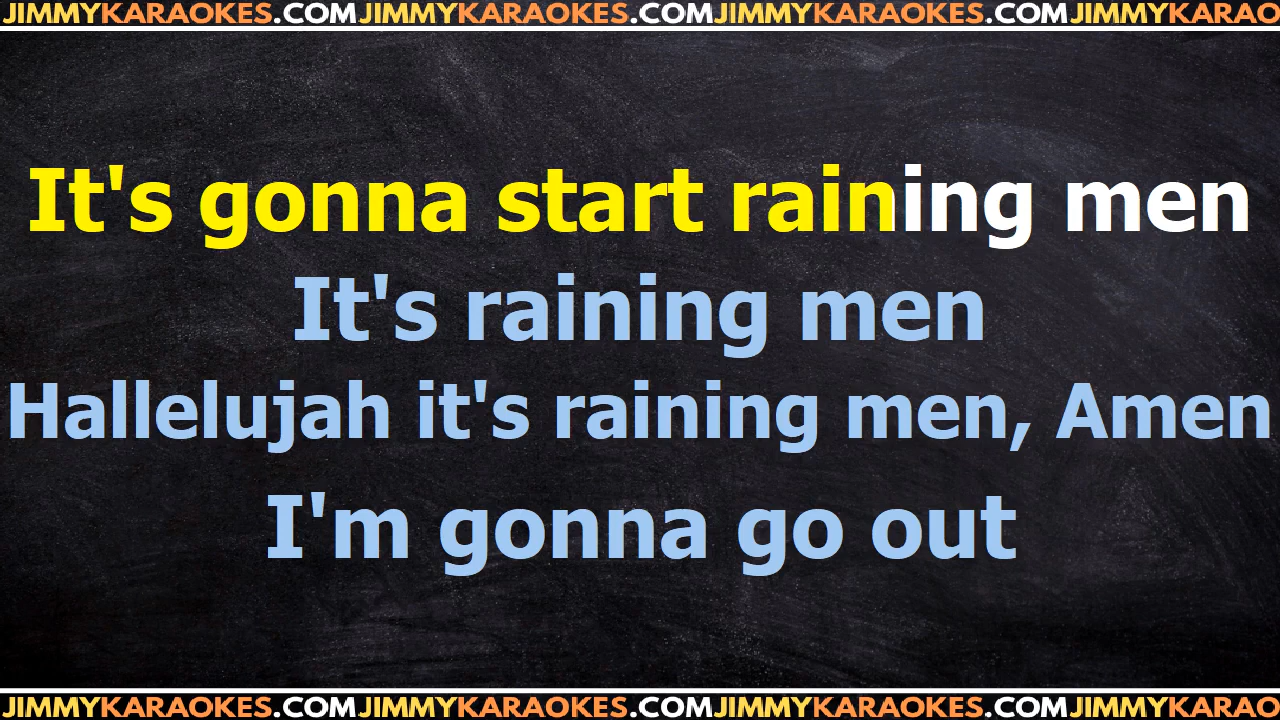 JIMMYKARAOKES.COMJIMMYKARAOKES.COMJIMMYKARAOKES.COMJIMMYKARAO
It's gonna start raining men
It's raining men
Hallelujah it's raining men, Amen
I'm gonna go out
JIMMYKARAOKES.COMJIMMYKARAOKES.COMJIMMYKARAOKES.COMJIMMYKARAO